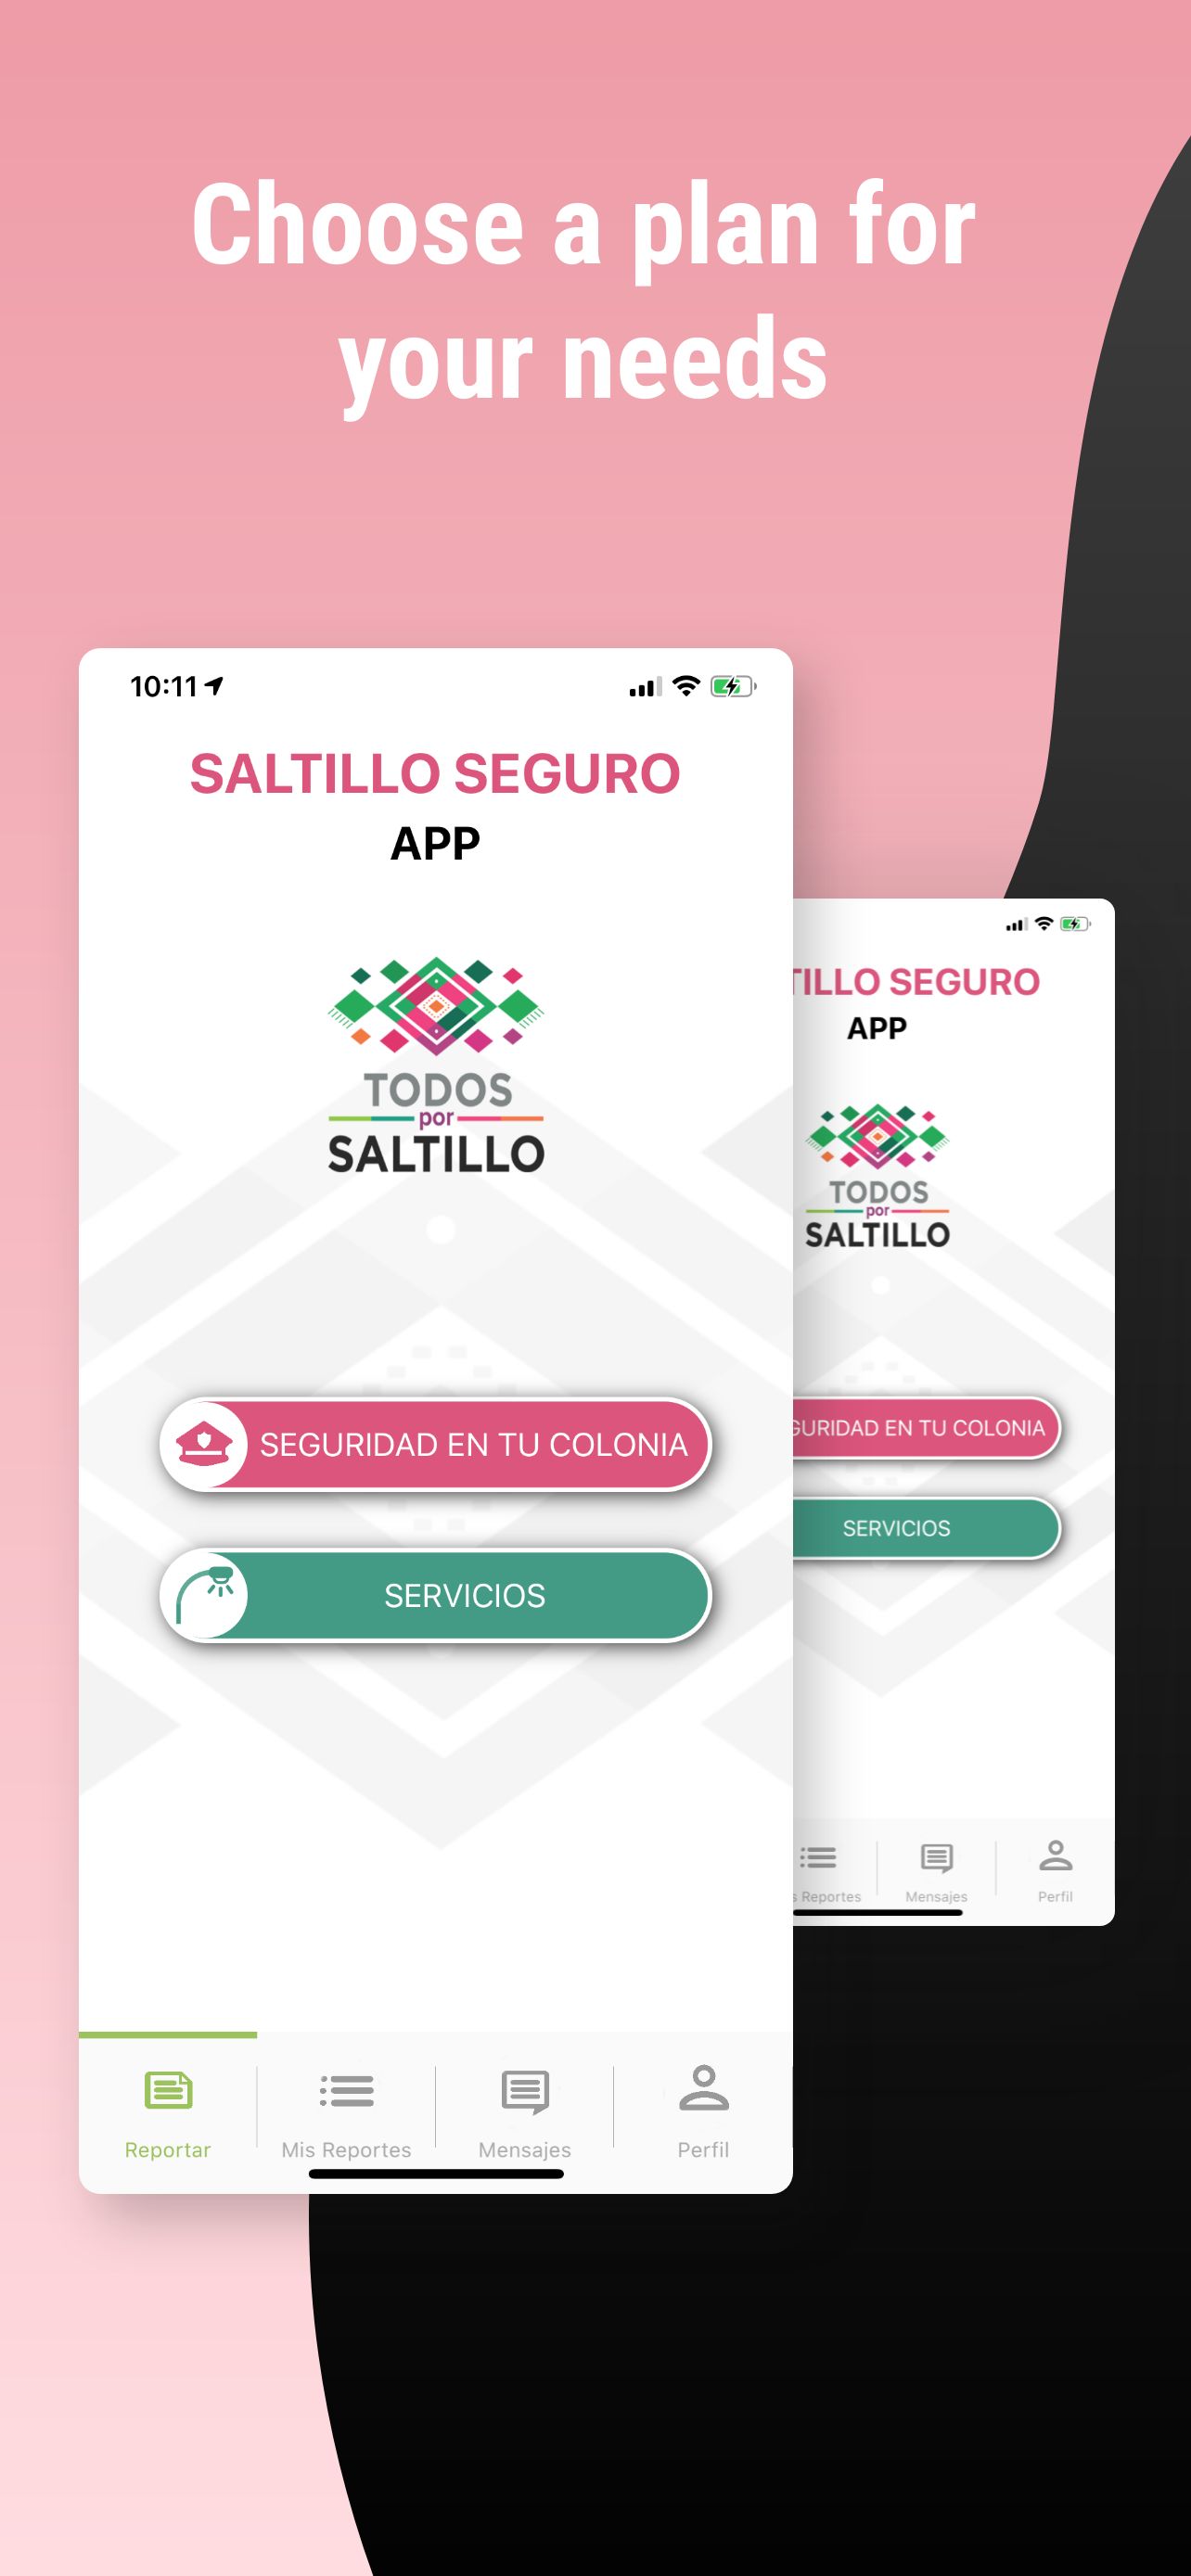 Choose a plan for
your needs
10:11
SALTILLO SEGURO
APP
TODOS
por
SALTILLO
SEGURIDAD EN TU COLONIA
SERVICIOS
Reportar
Mis Reportes
Mensajes
Perfil
TILLO SEGURO
APP
TODOS
por
SALTILLO
GURIDAD EN TU COLONIA
SERVICIOS
s Reportes
Mensajes
Perfil